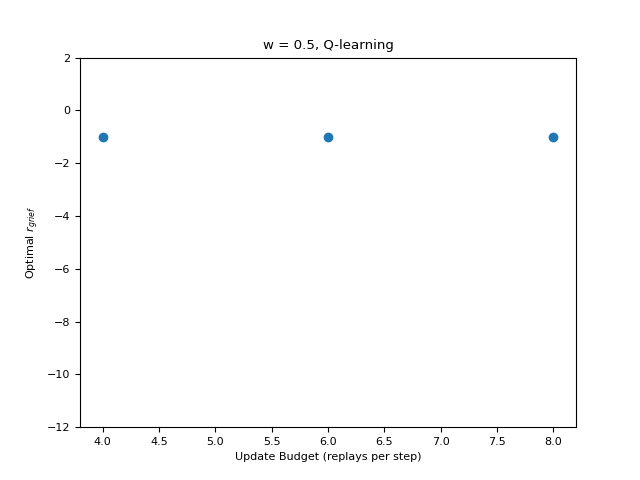 w = 0.5, Q-learning
2
0
−2
−4
−6
−8
−10
−12
Optimal r_grief
4.0 4.5 5.0 5.5 6.0 6.5 7.0 7.5 8.0
Update Budget (replays per step)